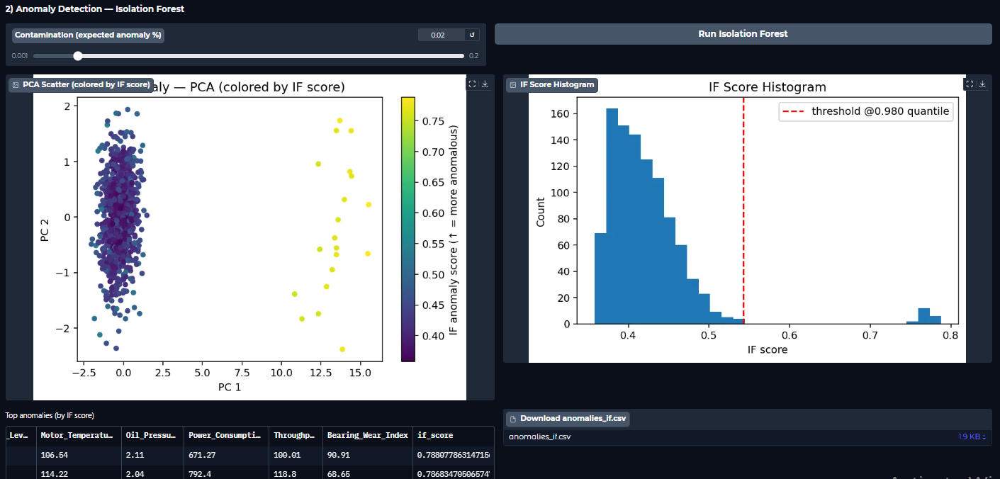 2) Anomaly Detection — Isolation Forest
Contamination (expected anomaly %)
0.02
↺
0.001
0.2
Run Isolation Forest
PCA Scatter (colored by IF score)
aly — PCA (colored by IF score)
2
1
0
−1
−2
PC 2
−2.5 0.0 2.5 5.0 7.5 10.0 12.5 15.0
PC 1
0.75
0.70
0.65
0.60
0.55
0.50
0.45
0.40
IF anomaly score (↑ = more anomalous)
IF Score Histogram
IF Score Histogram
threshold @0.980 quantile
160
140
120
100
80
60
40
20
0
Count
0.4 0.5 0.6 0.7 0.8
IF score
Top anomalies (by IF score)
_Lev… Motor_Temperatu… Oil_Pressu… Power_Consumpti… Throughp… Bearing_Wear_Index if_score
106.54 2.11 671.27 100.01 90.91 0.78807786314715
114.22 2.04 792.4 118.8 68.65 0.7868347050657
Download anomalies_if.csv
anomalies_if.csv 1.9 KB ↓